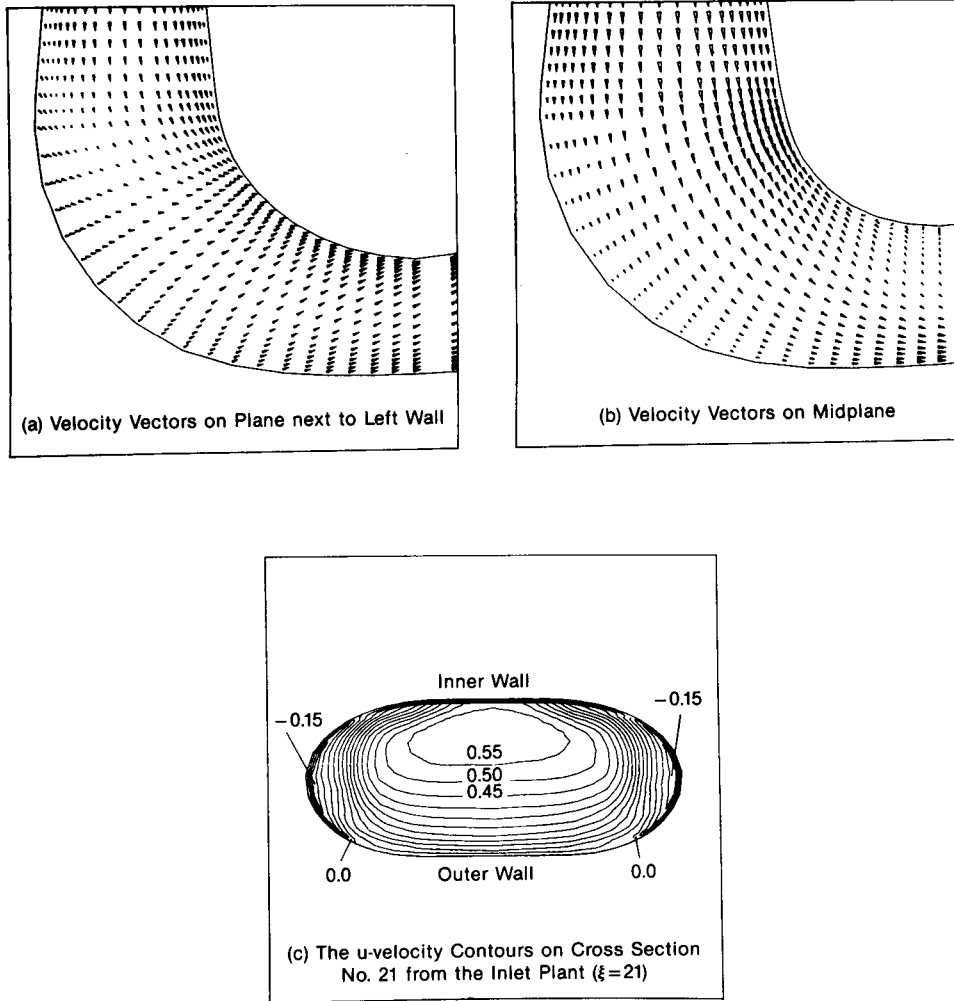 (a) Velocity Vectors on Plane next to Left Wall
(b) Velocity Vectors on Midplane
Inner Wall
−0.15
−0.15
0.55
0.50
0.45
0.0
Outer Wall
0.0
(c) The u-velocity Contours on Cross Section
No. 21 from the Inlet Plant (ξ=21)